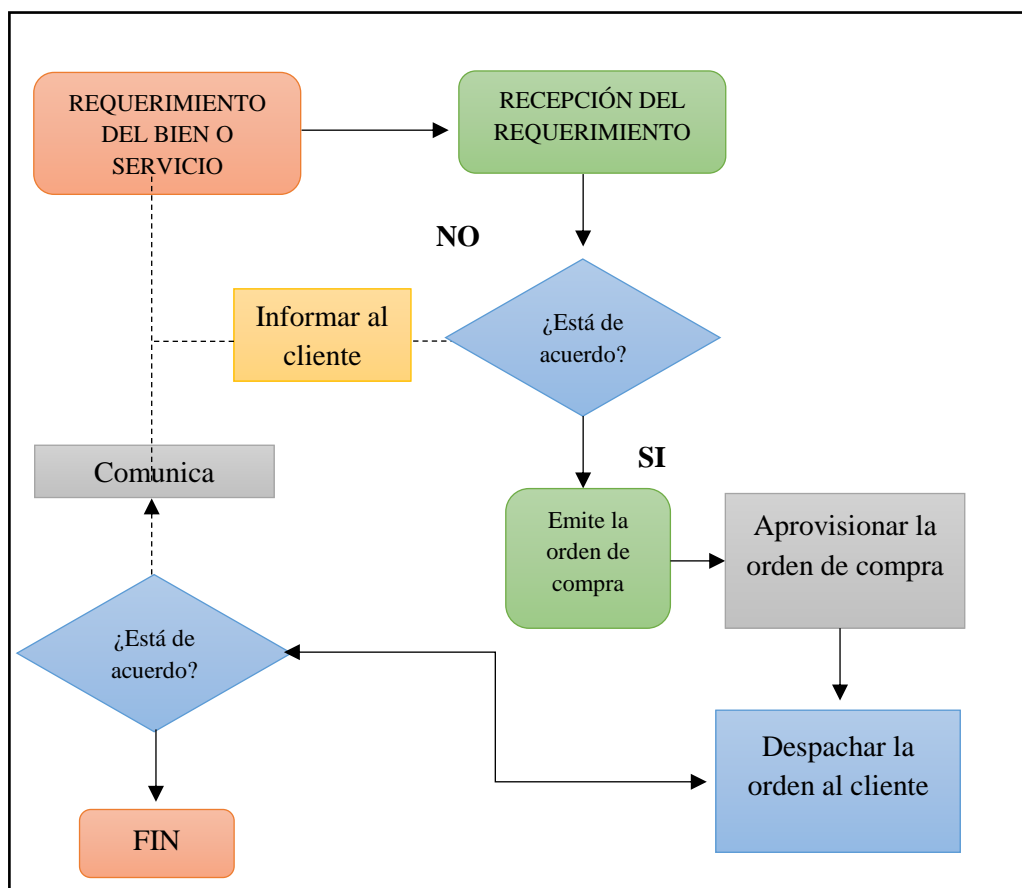 REQUERIMIENTO
DEL BIEN O
SERVICIO
RECEPCIÓN DEL
REQUERIMIENTO
NO
¿Está de
acuerdo?
Informar al
cliente
SI
Comunica
Emite la
orden de
compra
Aprovisionar la
orden de compra
¿Está de
acuerdo?
Despachar la
orden al cliente
FIN